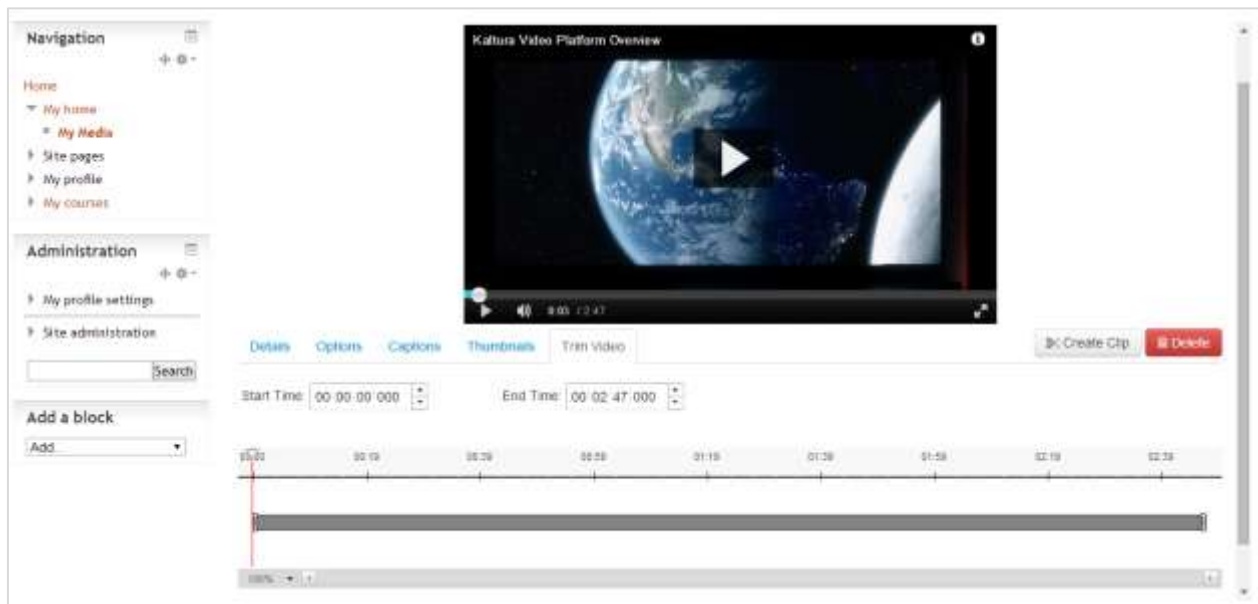 Navigation
Home
My home
My Media
Site pages
My profile
My courses
Administration
My profile settings
Site administration
Search
Add a block
Add...
Kaltura Video Platform Overview
0:03 / 2:47
Details Options Captions Thumbnails Trim Video
Create Clip Delete
Start Time: 00:00:00.000 End Time: 00:02:47.000
00:00 00:19 00:39 00:59 01:19 01:39 01:59 02:19 02:39
100%